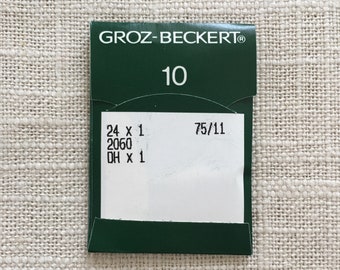 GROZ-BECKERT®
10
24 x 1 75/11
2060
DH x 1